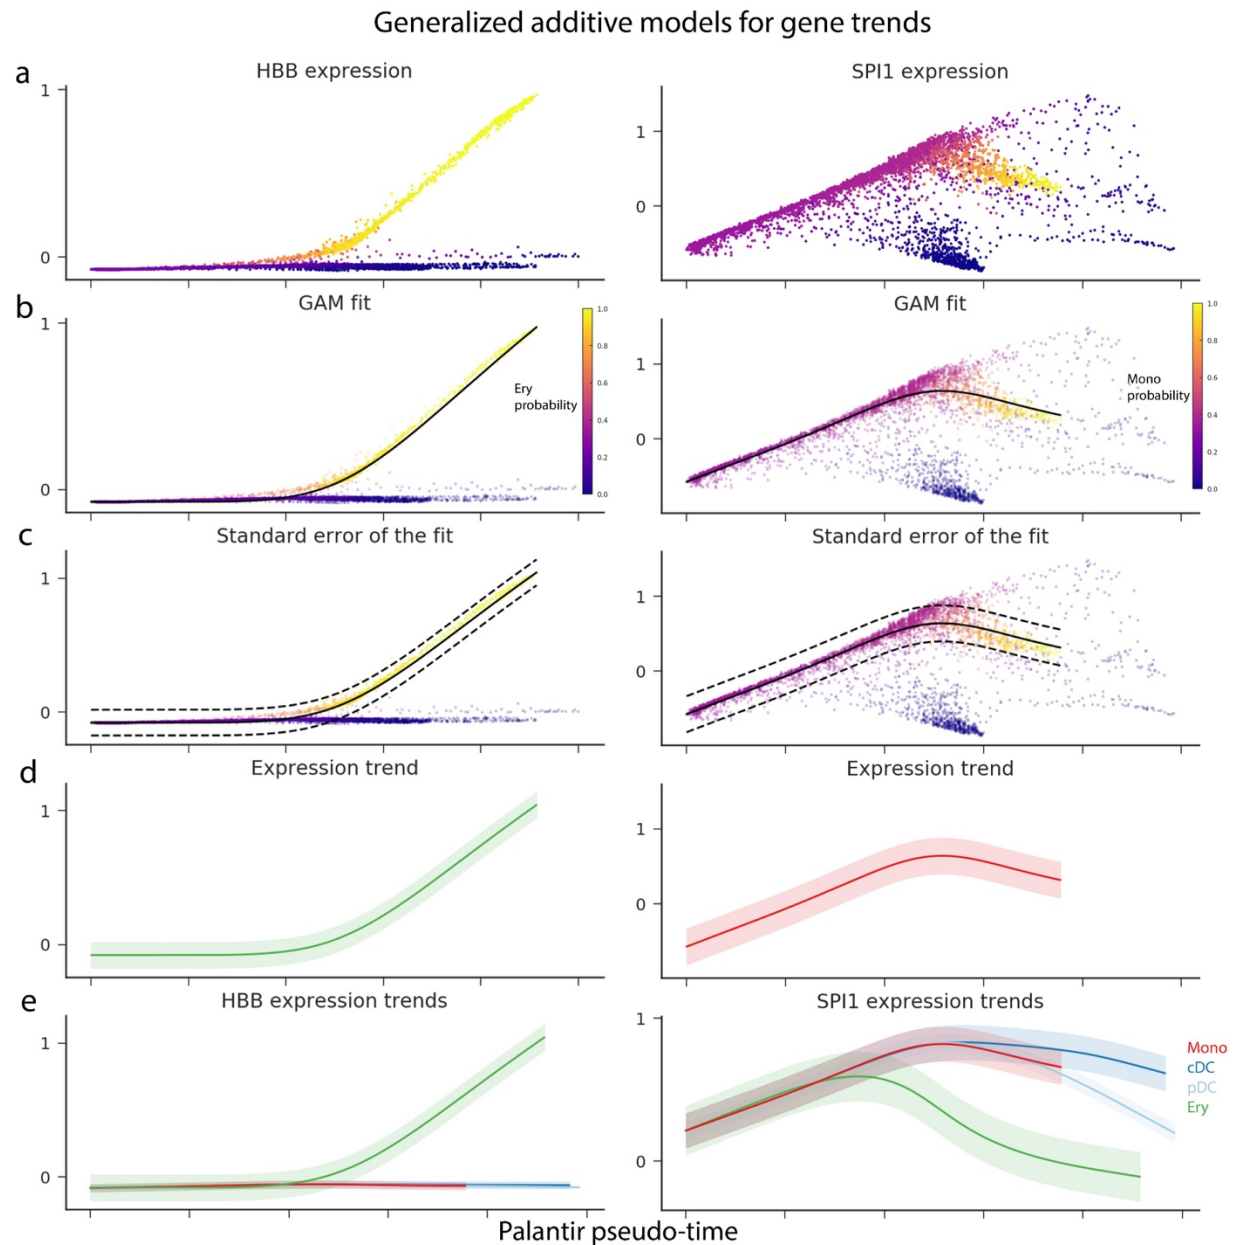 Generalized additive models for gene trends
a
HBB expression
SPI1 expression
1
0
1
0
b
GAM fit
GAM fit
1
0
Ery
probability
1.0
0.8
0.6
0.4
0.2
0.0
1
0
Mono
probability
1.0
0.8
0.6
0.4
0.2
0.0
c
Standard error of the fit
Standard error of the fit
1
0
1
0
d
Expression trend
Expression trend
1
0
1
0
e
HBB expression trends
SPI1 expression trends
1
0
1
0
Mono
cDC
pDC
Ery
Palantir pseudo-time